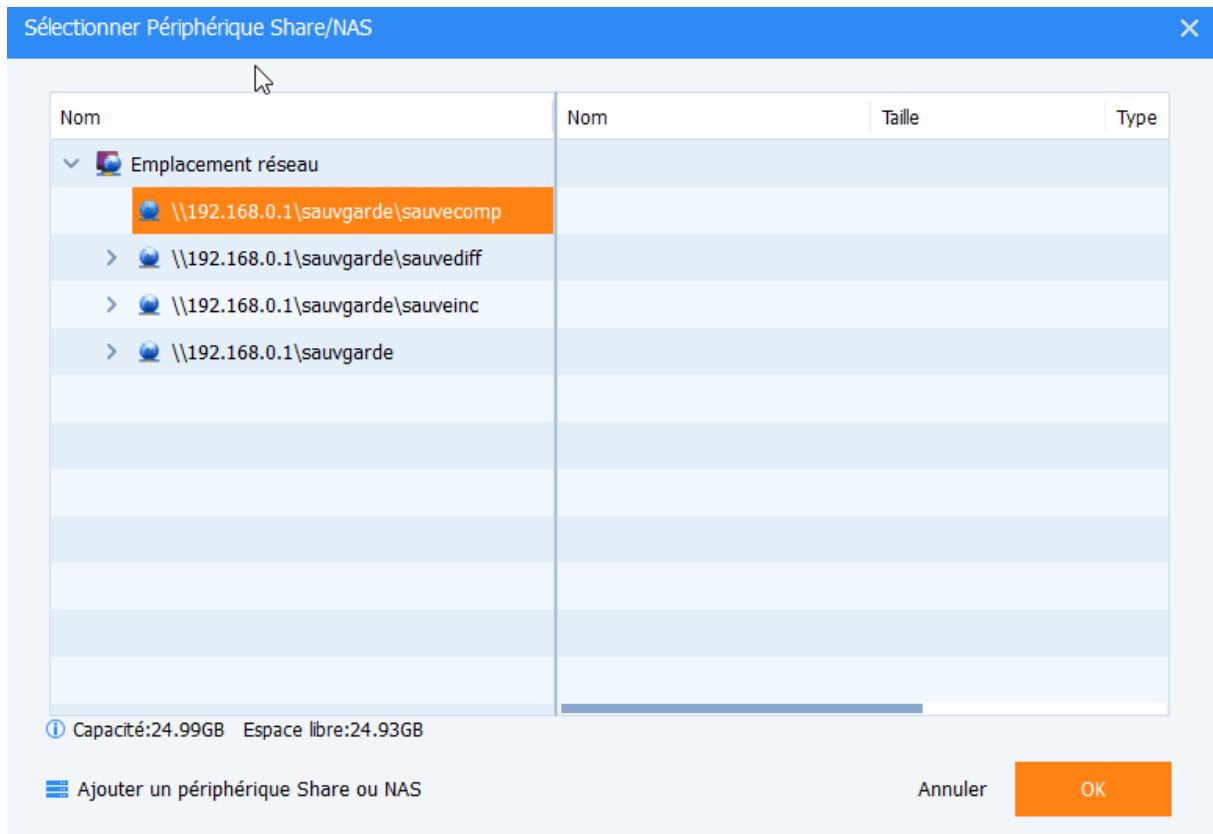 Sélectionner Périphérique Share/NAS
Nom Nom Taille Type
Emplacement réseau
\\192.168.0.1\sauvgarde\sauvecomp
\\192.168.0.1\sauvgarde\sauvediff
\\192.168.0.1\sauvgarde\sauveinc
\\192.168.0.1\sauvgarde
Capacité:24.99GB Espace libre:24.93GB
Ajouter un périphérique Share ou NAS Annuler OK